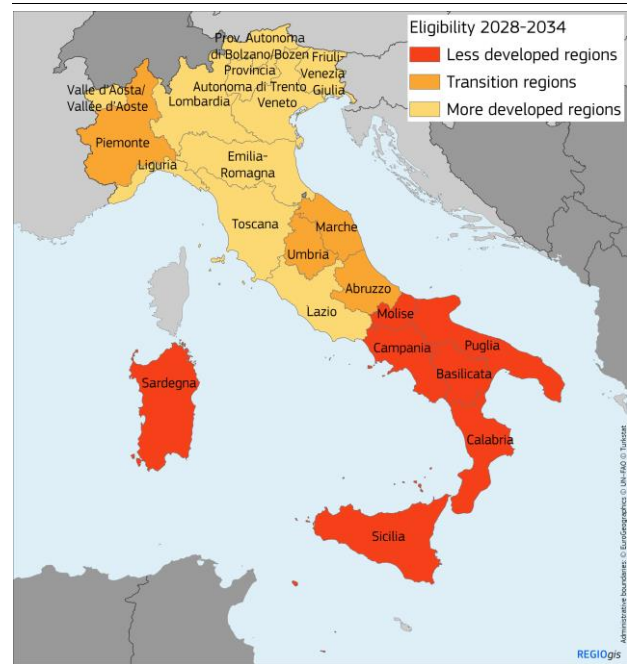 Eligibility 2028-2034
Less developed regions
Transition regions
More developed regions
Prov. Autonoma
di Bolzano/Bozen
Provincia
Autonoma di Trento
Friuli-
Venezia
Giulia
Valle d'Aosta/
Vallée d'Aoste
Lombardia
Veneto
Piemonte
Liguria
Emilia-
Romagna
Toscana
Marche
Umbria
Abruzzo
Lazio
Molise
Campania
Puglia
Basilicata
Sardegna
Calabria
Sicilia
Administrative boundaries: © EuroGeographics © UN-FAO © Turkstat
REGIOgis